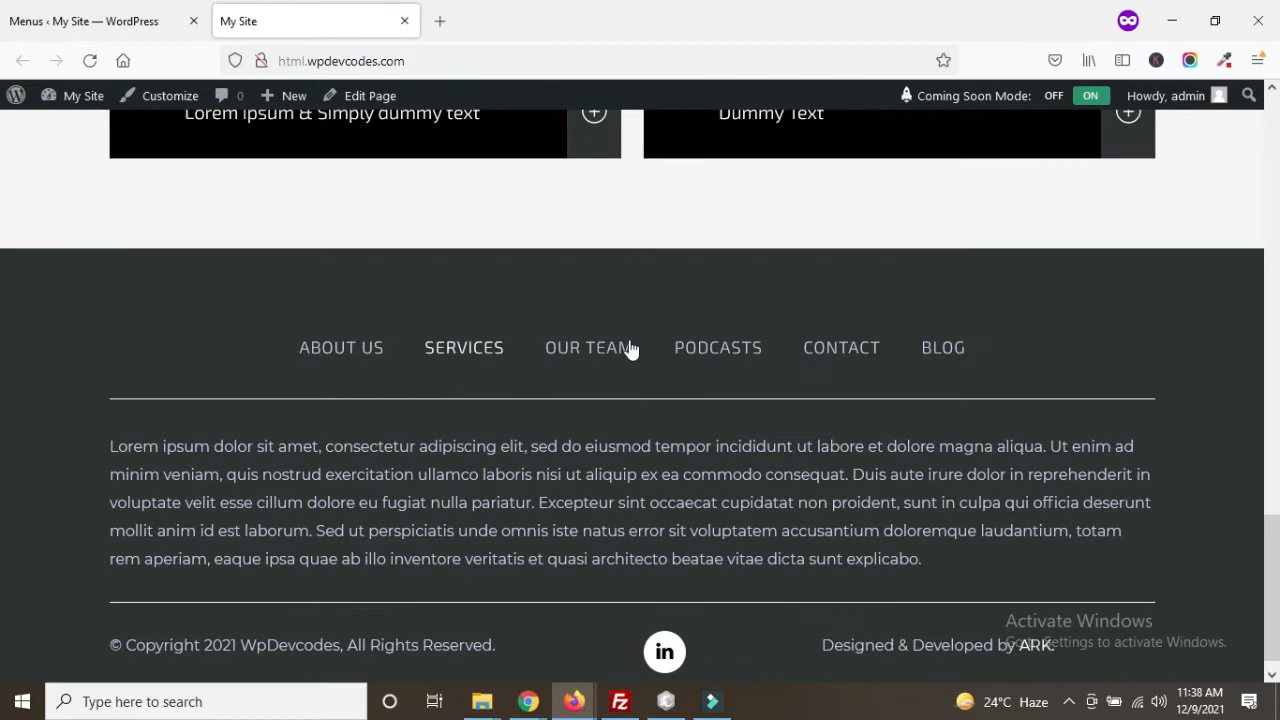 Menus ‹ My Site — WordPress
My Site
html.wpdevcodes.com
My Site
Customize
0
New
Edit Page
Coming Soon Mode:
OFF
ON
Howdy, admin
Lorem Ipsum & Simply dummy text
Dummy Text
ABOUT US
SERVICES
OUR TEAM
PODCASTS
CONTACT
BLOG
Lorem ipsum dolor sit amet, consectetur adipiscing elit, sed do eiusmod tempor incididunt ut labore et dolore magna aliqua. Ut enim ad
minim veniam, quis nostrud exercitation ullamco laboris nisi ut aliquip ex ea commodo consequat. Duis aute irure dolor in reprehenderit in
voluptate velit esse cillum dolore eu fugiat nulla pariatur. Excepteur sint occaecat cupidatat non proident, sunt in culpa qui officia deserunt
mollit anim id est laborum. Sed ut perspiciatis unde omnis iste natus error sit voluptatem accusantium doloremque laudantium, totam
rem aperiam, eaque ipsa quae ab illo inventore veritatis et quasi architecto beatae vitae dicta sunt explicabo.
Activate Windows
Go to Settings to activate Windows.
© Copyright 2021 WpDevcodes, All Rights Reserved.
in
Designed & Developed by ARK.
Type here to search
24°C Haze
11:38 AM
12/9/2021